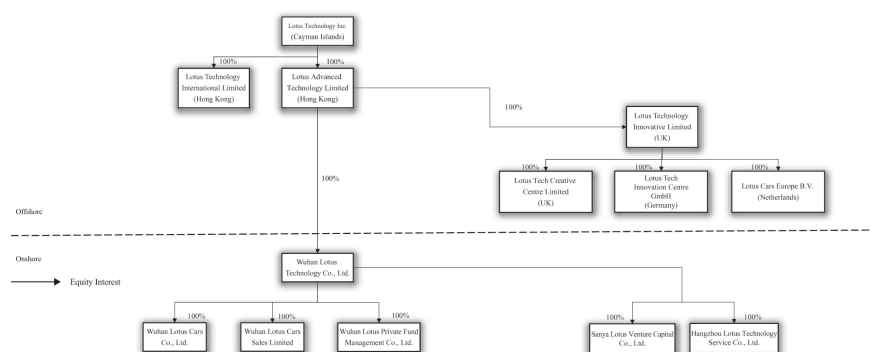 Lotus Technology Inc.
(Cayman Islands)
100%
100%
Lotus Technology
International Limited
(Hong Kong)
Lotus Advanced
Technology Limited
(Hong Kong)
100%
Lotus Technology
Innovative Limited
(UK)
100%
100%
100%
100%
Lotus Tech Creative
Centre Limited
(UK)
Lotus Tech
Innovation Centre
GmbH
(Germany)
Lotus Cars Europe B.V.
(Netherlands)
Offshore
Onshore
Wuhan Lotus
Technology Co., Ltd.
Equity Interest
100%
100%
100%
100%
100%
Wuhan Lotus Cars
Co., Ltd.
Wuhan Lotus Cars
Sales Limited
Wuhan Lotus Private Fund
Management Co., Ltd.
Sanya Lotus Venture Capital
Co., Ltd.
Hangzhou Lotus Technology
Service Co., Ltd.